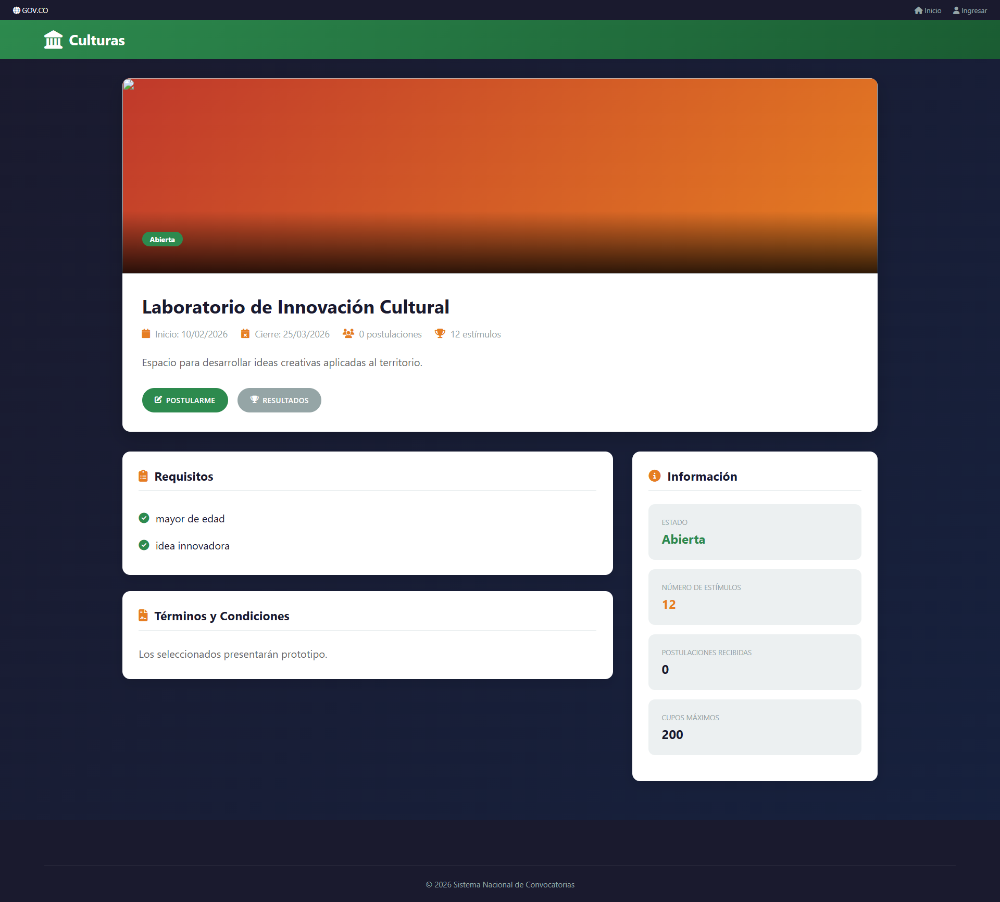 GOV.CO
Inicio Ingresar
Culturas
Abierta
Laboratorio de Innovación Cultural
Inicio: 10/02/2026 Cierre: 25/03/2026 0 postulaciones 12 estímulos
Espacio para desarrollar ideas creativas aplicadas al territorio.
POSTULARME RESULTADOS
Requisitos
mayor de edad
idea innovadora
Términos y Condiciones
Los seleccionados presentarán prototipo.
Información
ESTADO
Abierta
NÚMERO DE ESTÍMULOS
12
POSTULACIONES RECIBIDAS
0
CUPOS MÁXIMOS
200
© 2026 Sistema Nacional de Convocatorias